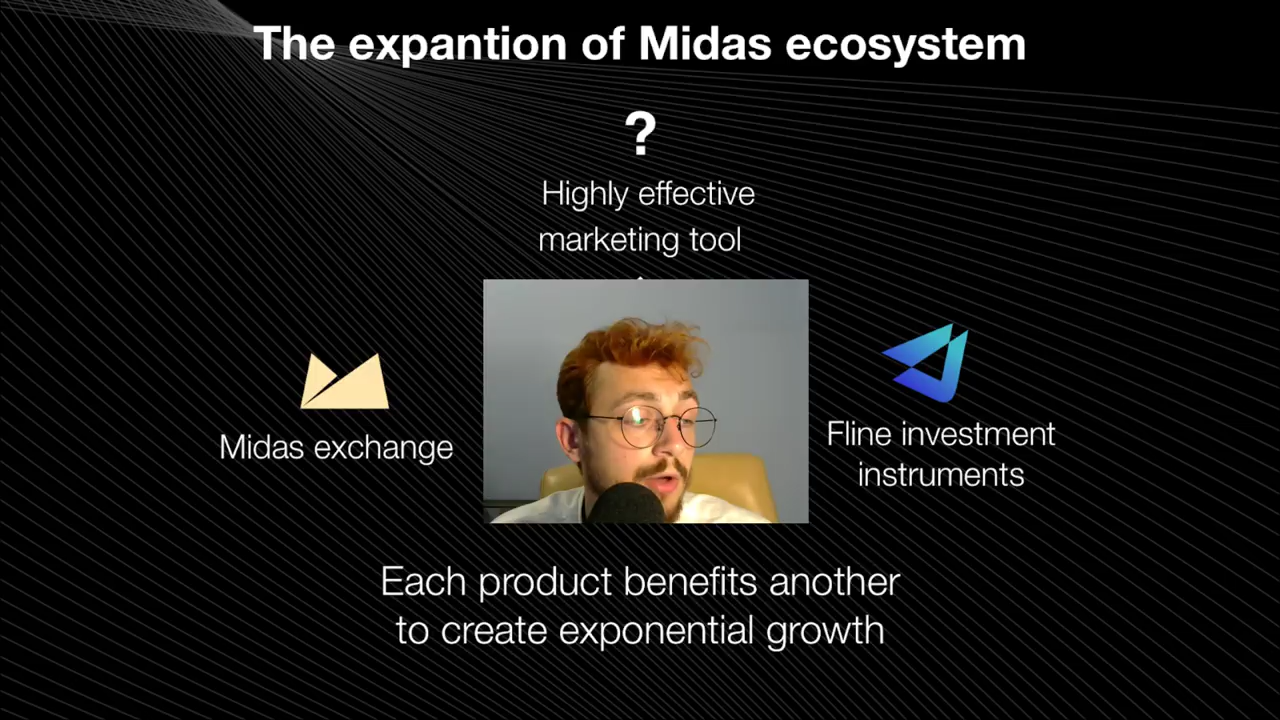 The expantion of Midas ecosystem
?
Highly effective
marketing tool
Midas exchange
Fline investment
instruments
Each product benefits another
to create exponential growth